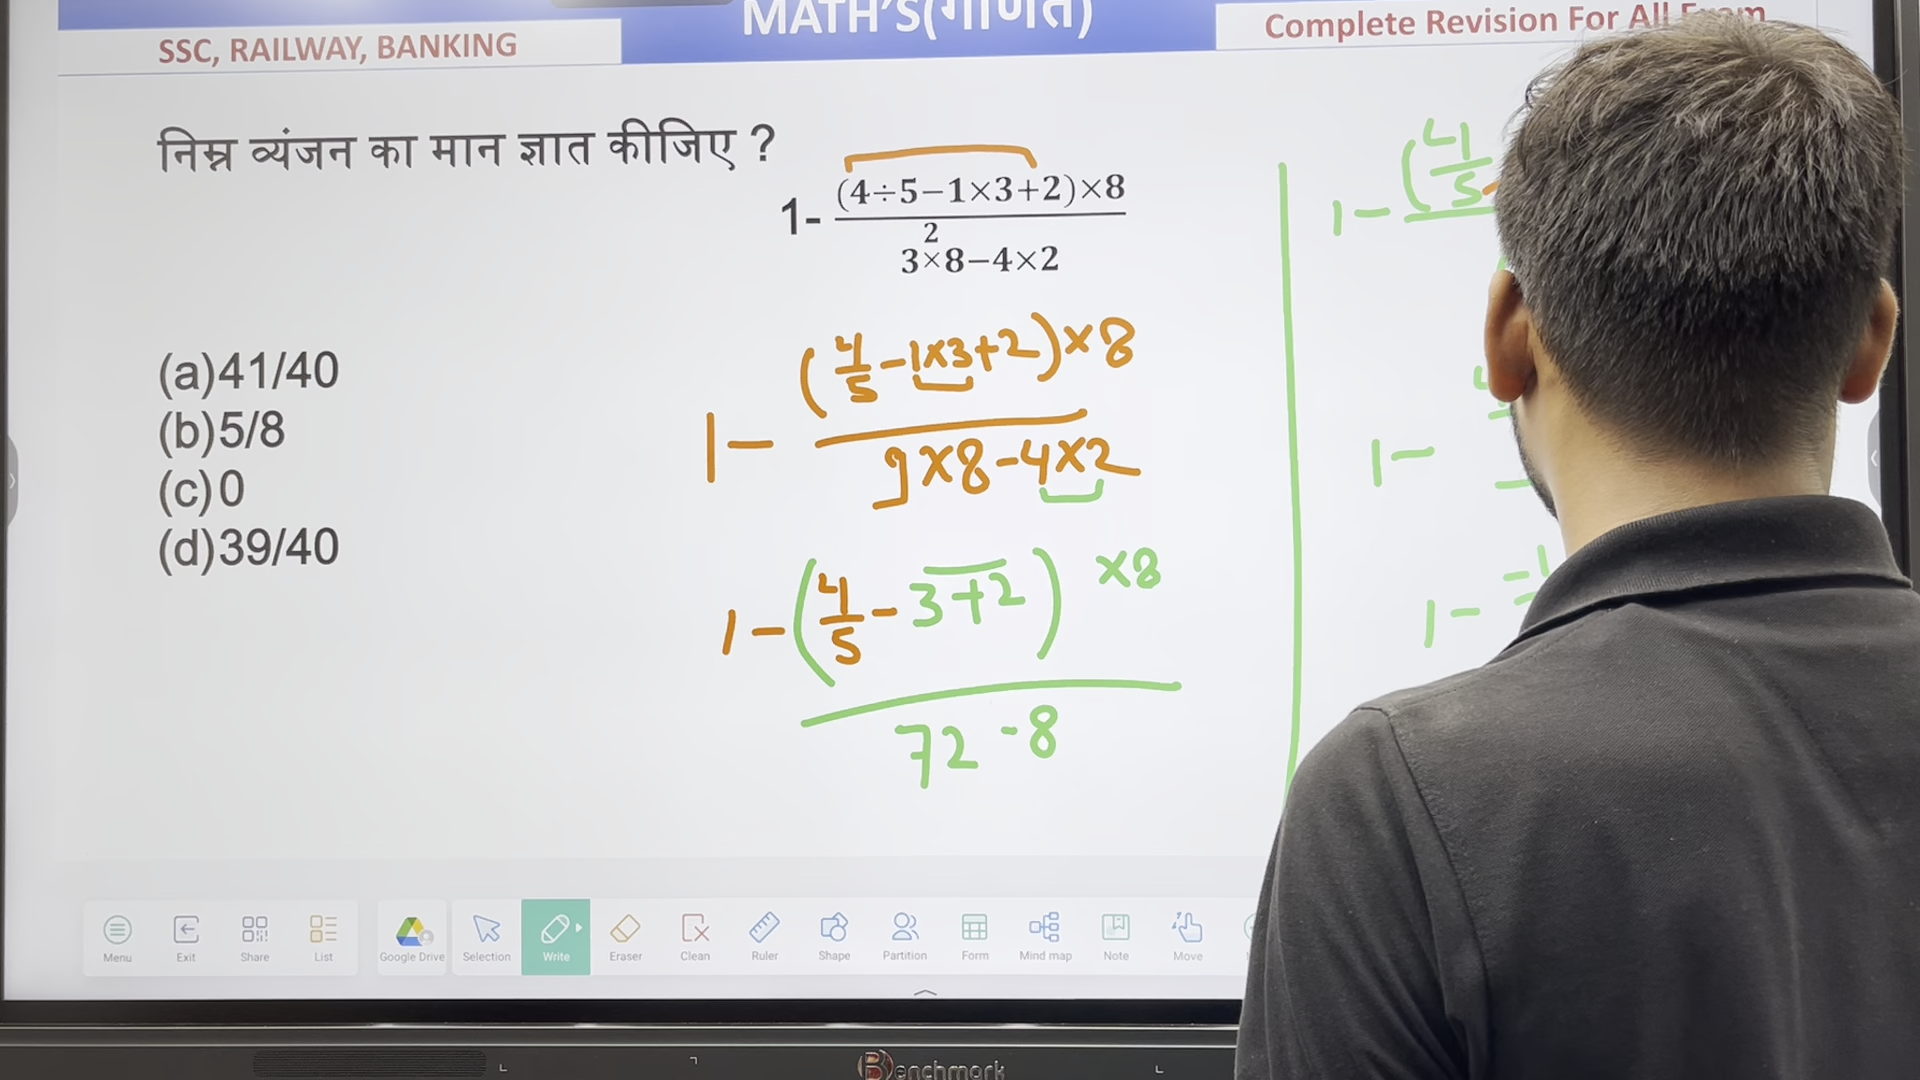 MATH'S(गणित)
SSC, RAILWAY, BANKING
Complete Revision For All Exam
निम्न व्यंजन का मान ज्ञात कीजिए ?
1- (4÷5−1×3+2)×8
2
3×8−4×2
(a)41/40
(b)5/8
(c)0
(d)39/40
1- (4/5-1×3+2)×8
9×8-4×2
1-(4/5-3+2) ×8
72-8
1-(4/5
1-
1-
Menu
Exit
Share
List
Google Drive
Selection
Write
Eraser
Clean
Ruler
Shape
Partition
Form
Mind map
Note
Move
Benchmark